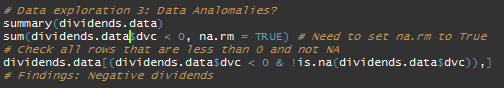 # Data exploration 3: Data Analomalies?
summary(dividends.data)
sum(dividends.data$dvc < 0, na.rm = TRUE) # Need to set na.rm to True
# Check all rows that are less than 0 and not NA
dividends.data[(dividends.data$dvc < 0 & !is.na(dividends.data$dvc)),]
# Findings: Negative dividends